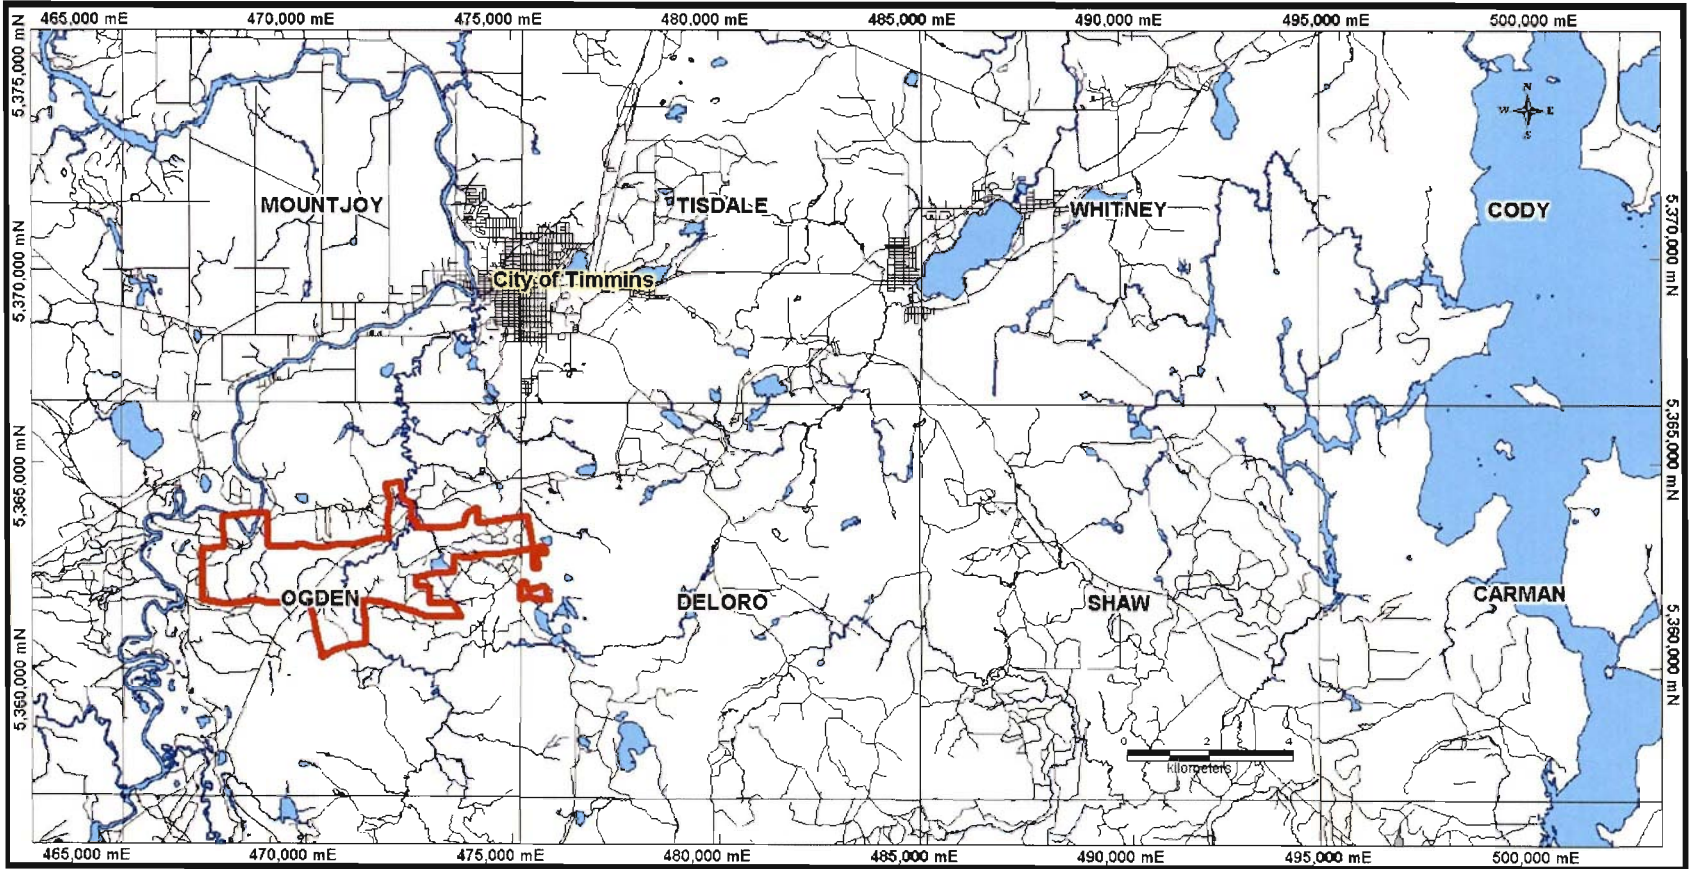 465,000 mE 470,000 mE 475,000 mE 480,000 mE 485,000 mE 490,000 mE 495,000 mE 500,000 mE
5,375,000 mN
N
W E
S
MOUNTJOY TISDALE WHITNEY CODY
5,370,000 mN
5,370,000 mN
City of Timmins
5,365,000 mN
5,365,000 mN
OGDEN DELORO SHAW CARMAN
5,360,000 mN
5,360,000 mN
0 2 4
kilometers
465,000 mE 470,000 mE 475,000 mE 480,000 mE 485,000 mE 490,000 mE 495,000 mE 500,000 mE